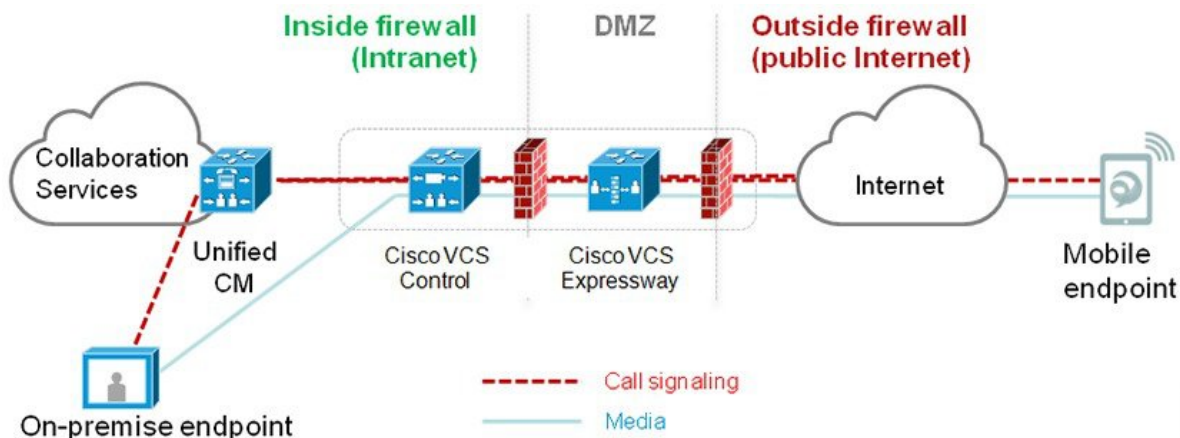 Inside firewall
(Intranet)
DMZ
Outside firewall
(public Internet)
Collaboration
Services
Internet
Unified
CM
Cisco VCS
Control
Cisco VCS
Expressway
Mobile
endpoint
On-premise endpoint
Call signaling
Media